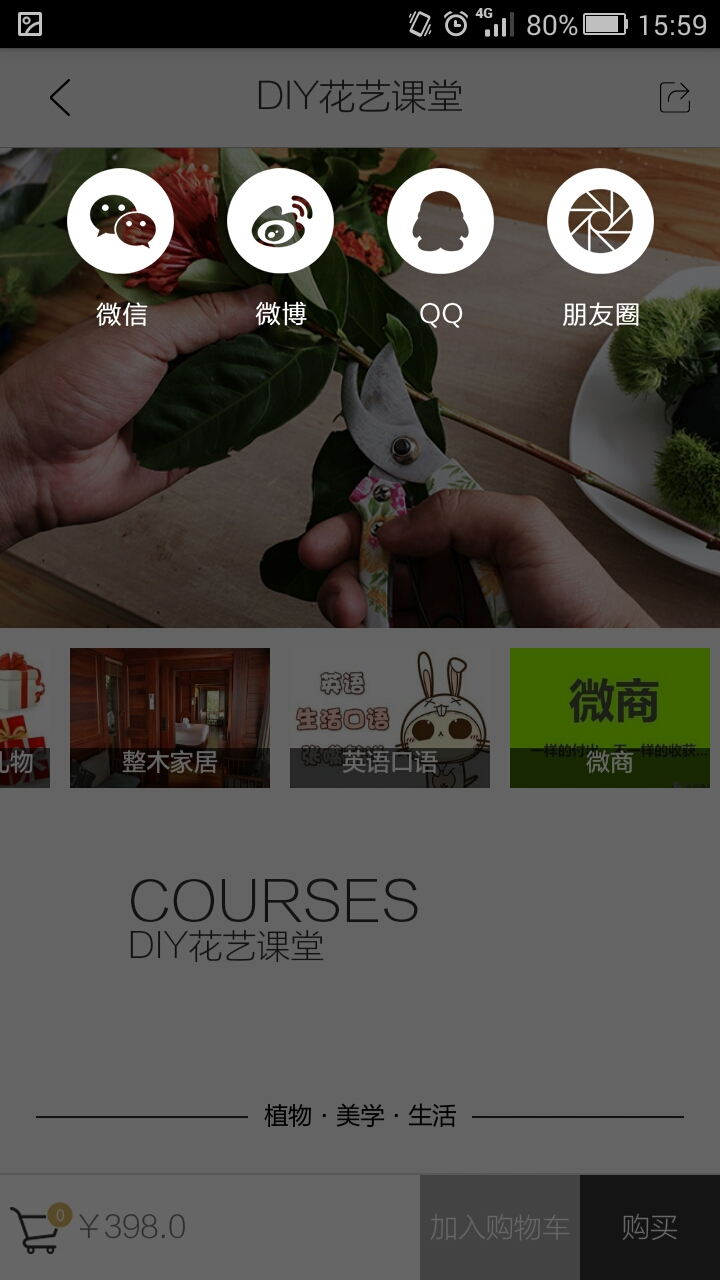 4G 80% 15:59
DIY花艺课堂
微信 微博 QQ 朋友圈
英语
生活口语
微商
一样的付出，不一样的收获...
礼物 整木家居 英语口语 微商
COURSES
DIY花艺课堂
植物 · 美学 · 生活
0 ￥398.0 加入购物车 购买